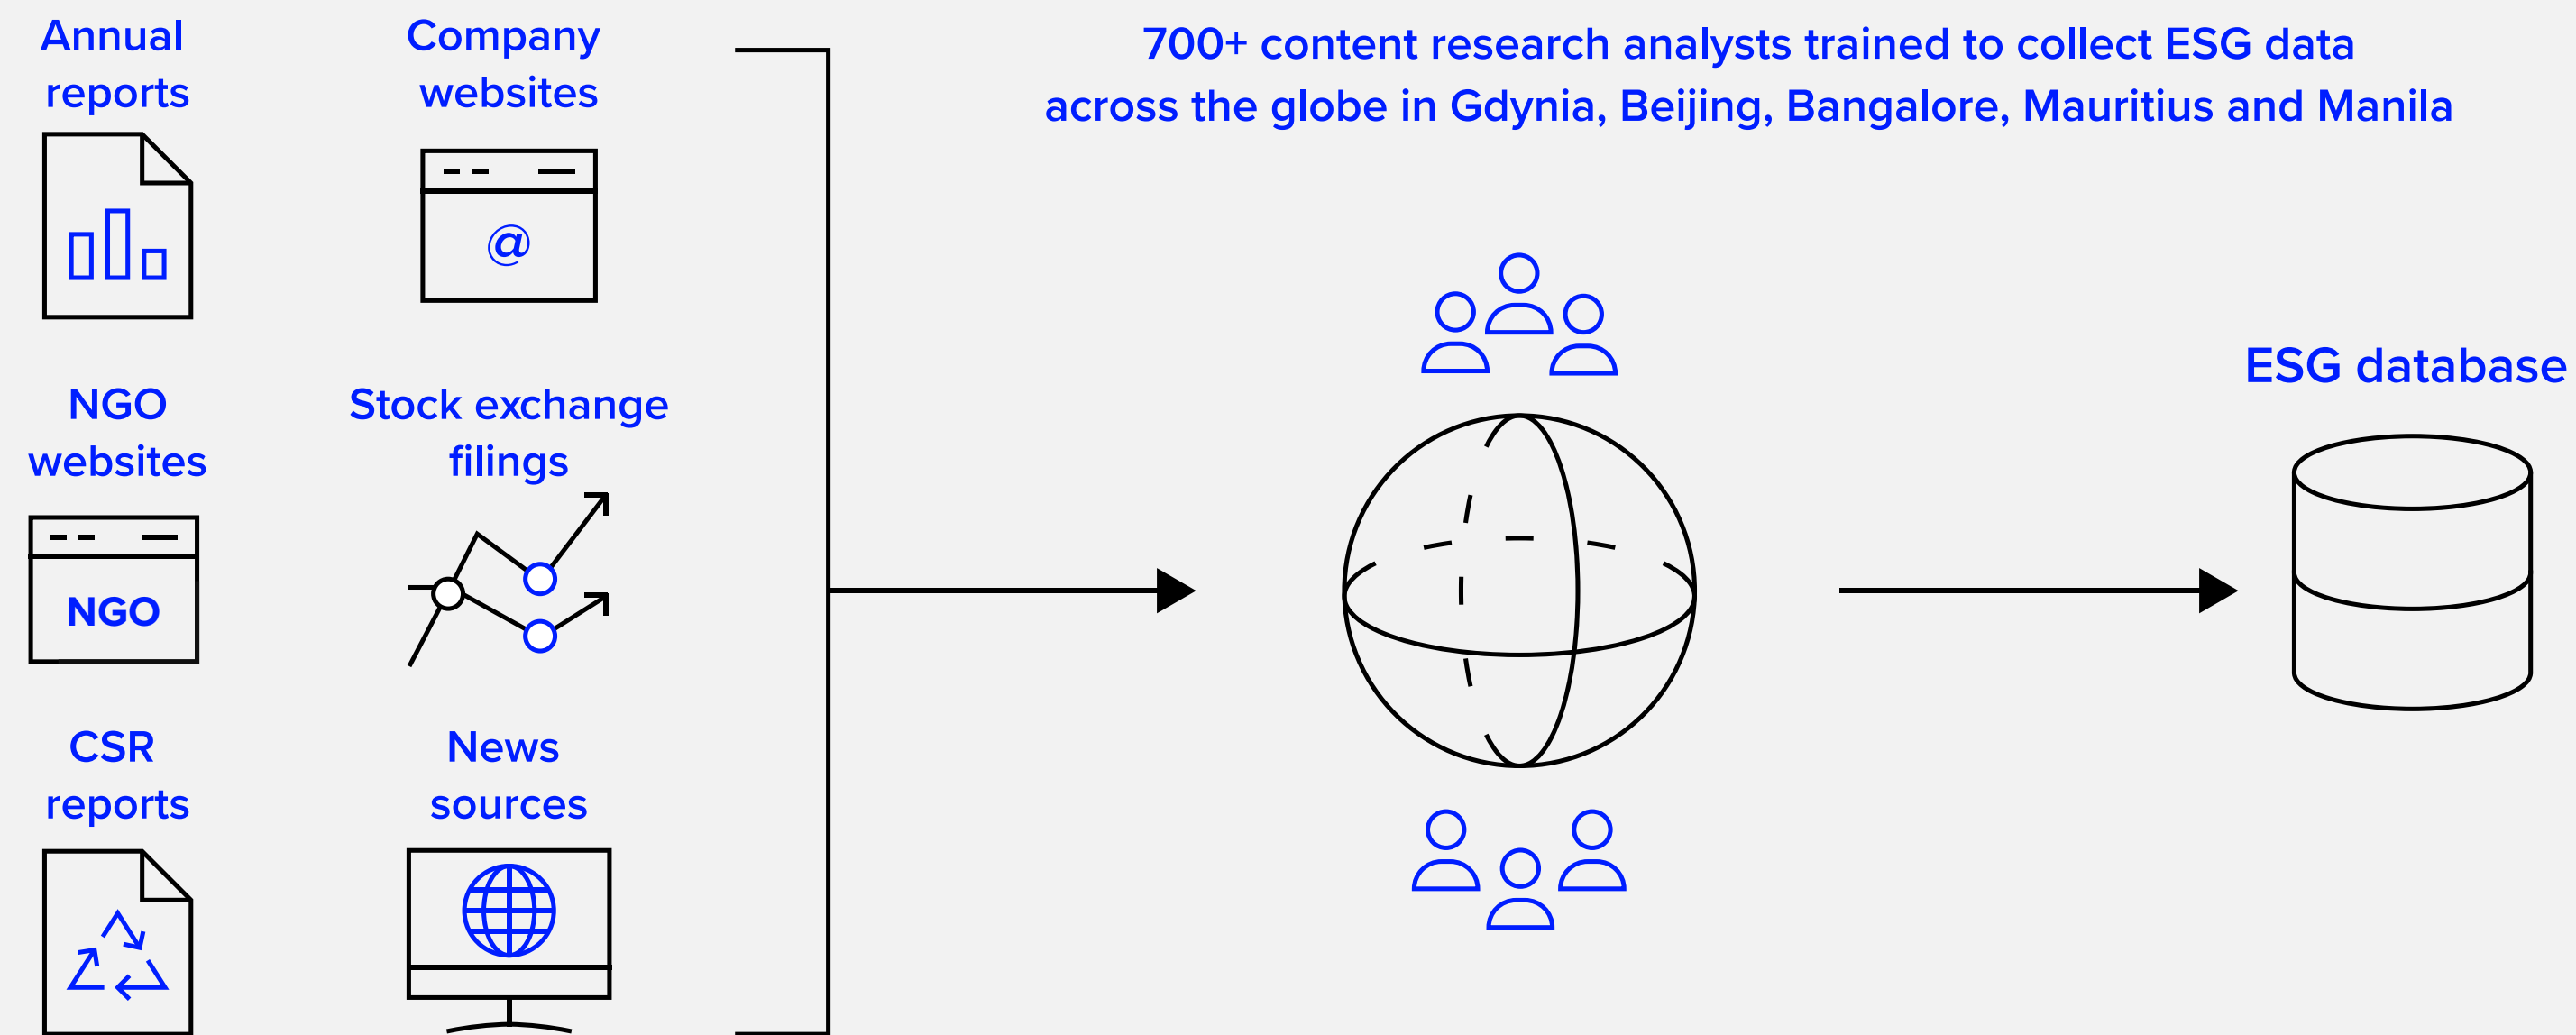 Annual
reports
Company
websites
@
NGO
websites
NGO
Stock exchange
filings
CSR
reports
News
sources
700+ content research analysts trained to collect ESG data
across the globe in Gdynia, Beijing, Bangalore, Mauritius and Manila
ESG database